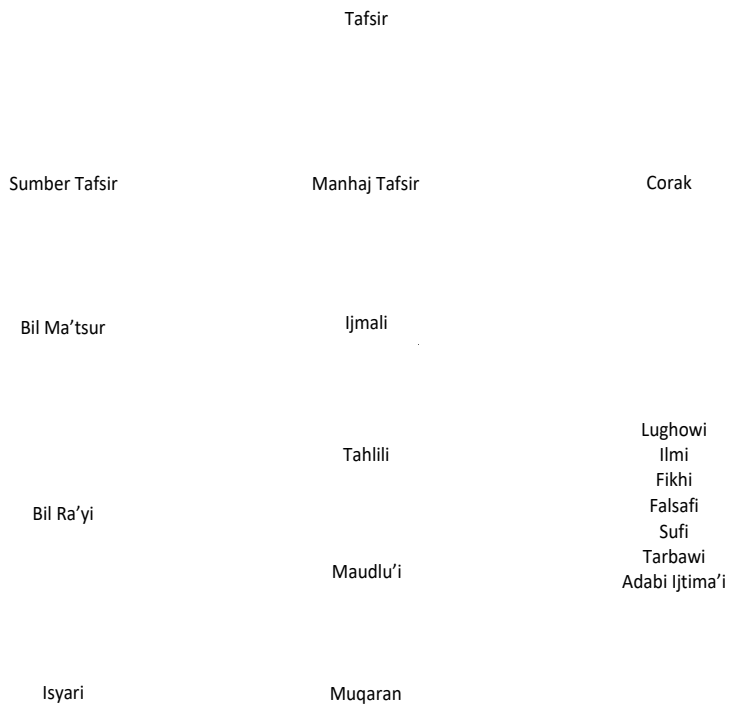 Tafsir
Sumber Tafsir
Manhaj Tafsir
Corak
Bil Ma’tsur
Ijmali
Tahlili
Bil Ra’yi
Maudlu’i
Lughowi
Ilmi
Fikhi
Falsafi
Sufi
Tarbawi
Adabi Ijtima’i
Isyari
Muqaran